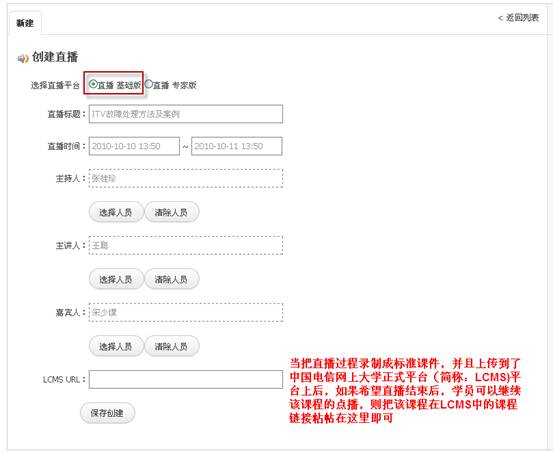 新建
< 返回列表
创建直播
选择直播平台 直播 基础版 直播 专家版
直播标题： ITV故障处理方法及案例
直播时间： 2010-10-10 13:50 ~ 2010-10-11 13:50
主持人： 张桂珍
选择人员 清除人员
主讲人： 王聪
选择人员 清除人员
嘉宾人： 宋少璞
选择人员 清除人员
LCMS URL：
当把直播过程录制成标准课件，并且上传到了
中国电信网上大学正式平台（简称：LCMS)平
台上后，如果希望直播结束后，学员可以继续
该课程的点播，则把该课程在LCMS中的课程
链接粘帖在这里即可
保存创建